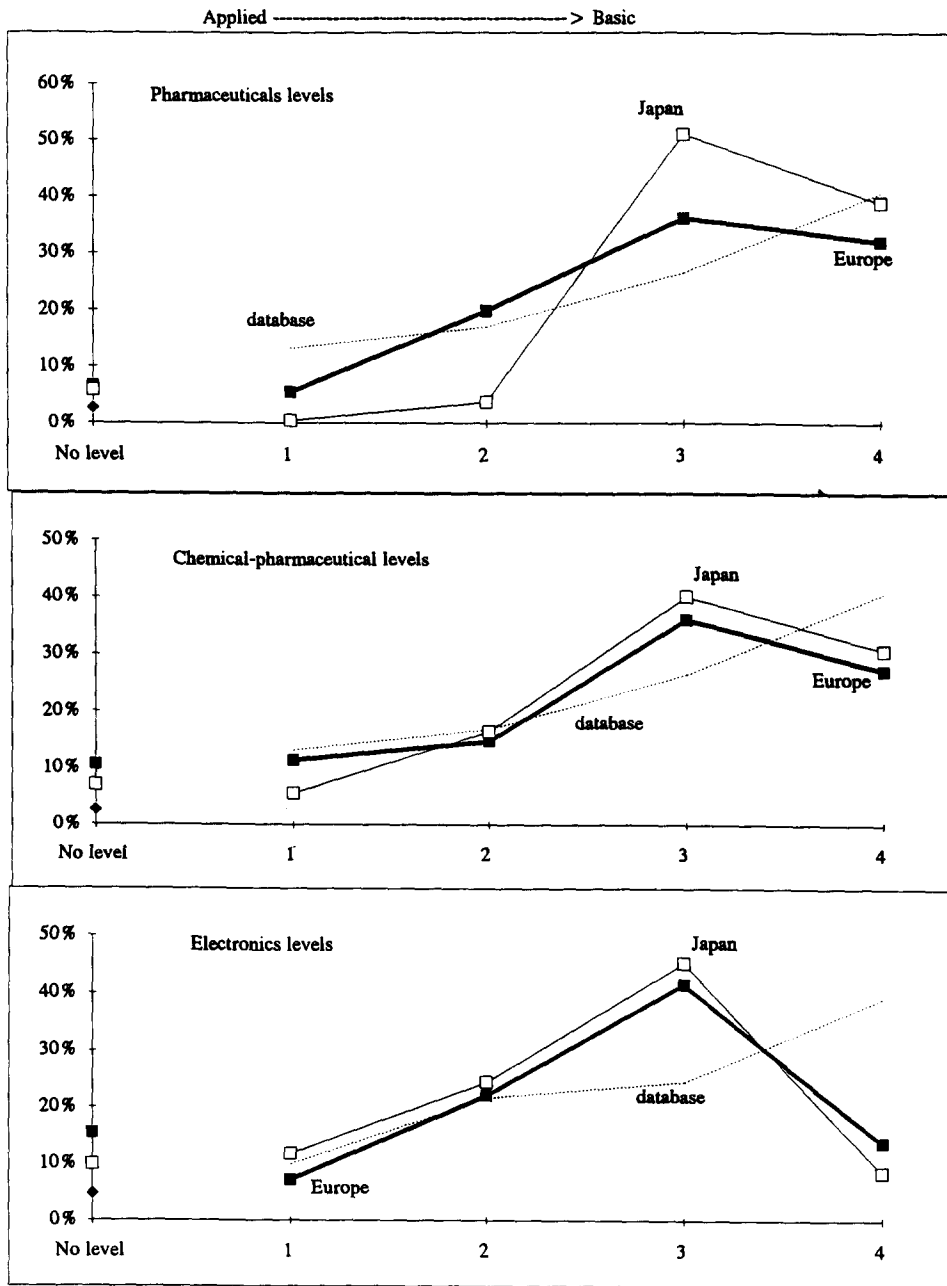 Applied ----------------------> Basic
60%
Pharmaceuticals levels
Japan
50%
40%
30%
Europe
20%
database
10%
0%
No level 1 2 3 4
50%
Chemical-pharmaceutical levels
Japan
40%
30%
Europe
20%
database
10%
0%
No level 1 2 3 4
50%
Electronics levels
Japan
40%
30%
20%
database
10%
Europe
0%
No level 1 2 3 4